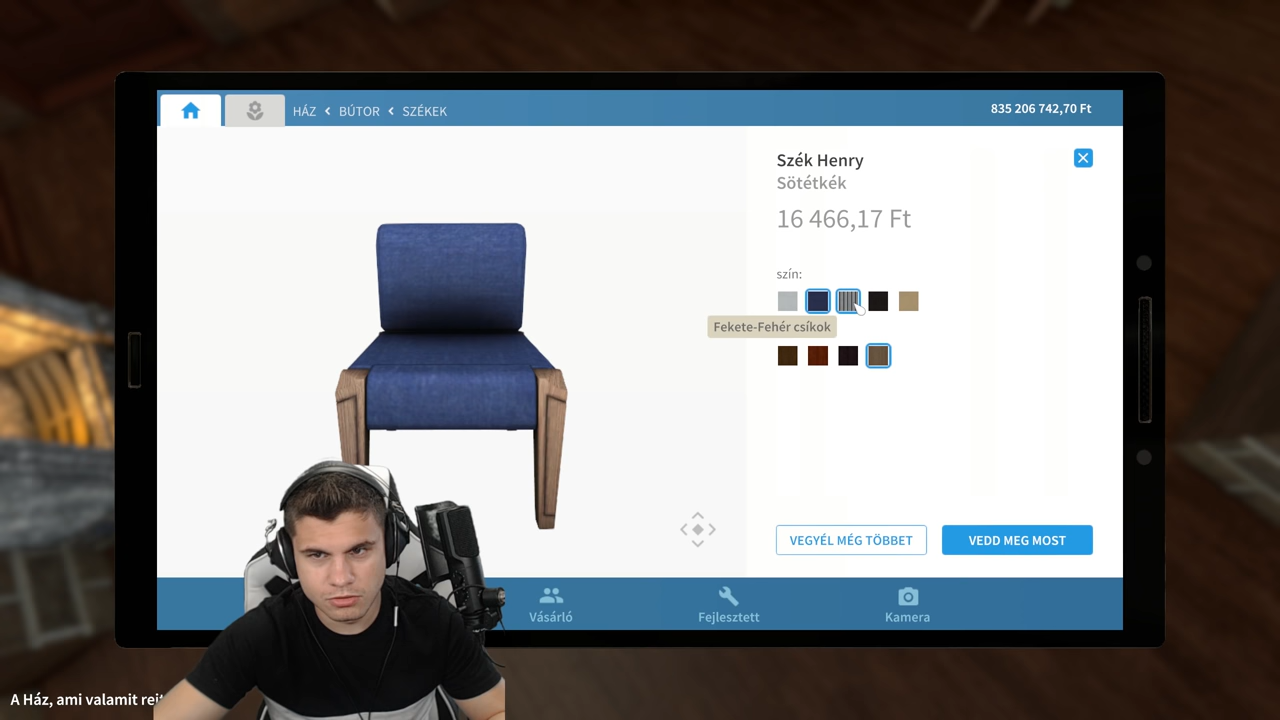 HÁZ < BÚTOR < SZÉKEK
835 206 742,70 Ft
Szék Henry
Sötétkék
16 466,17 Ft
szín:
Fekete-Fehér csíkok
VEGYÉL MÉG TÖBBET
VEDD MEG MOST
Vásárló
Fejlesztett
Kamera
A Ház, ami valamit